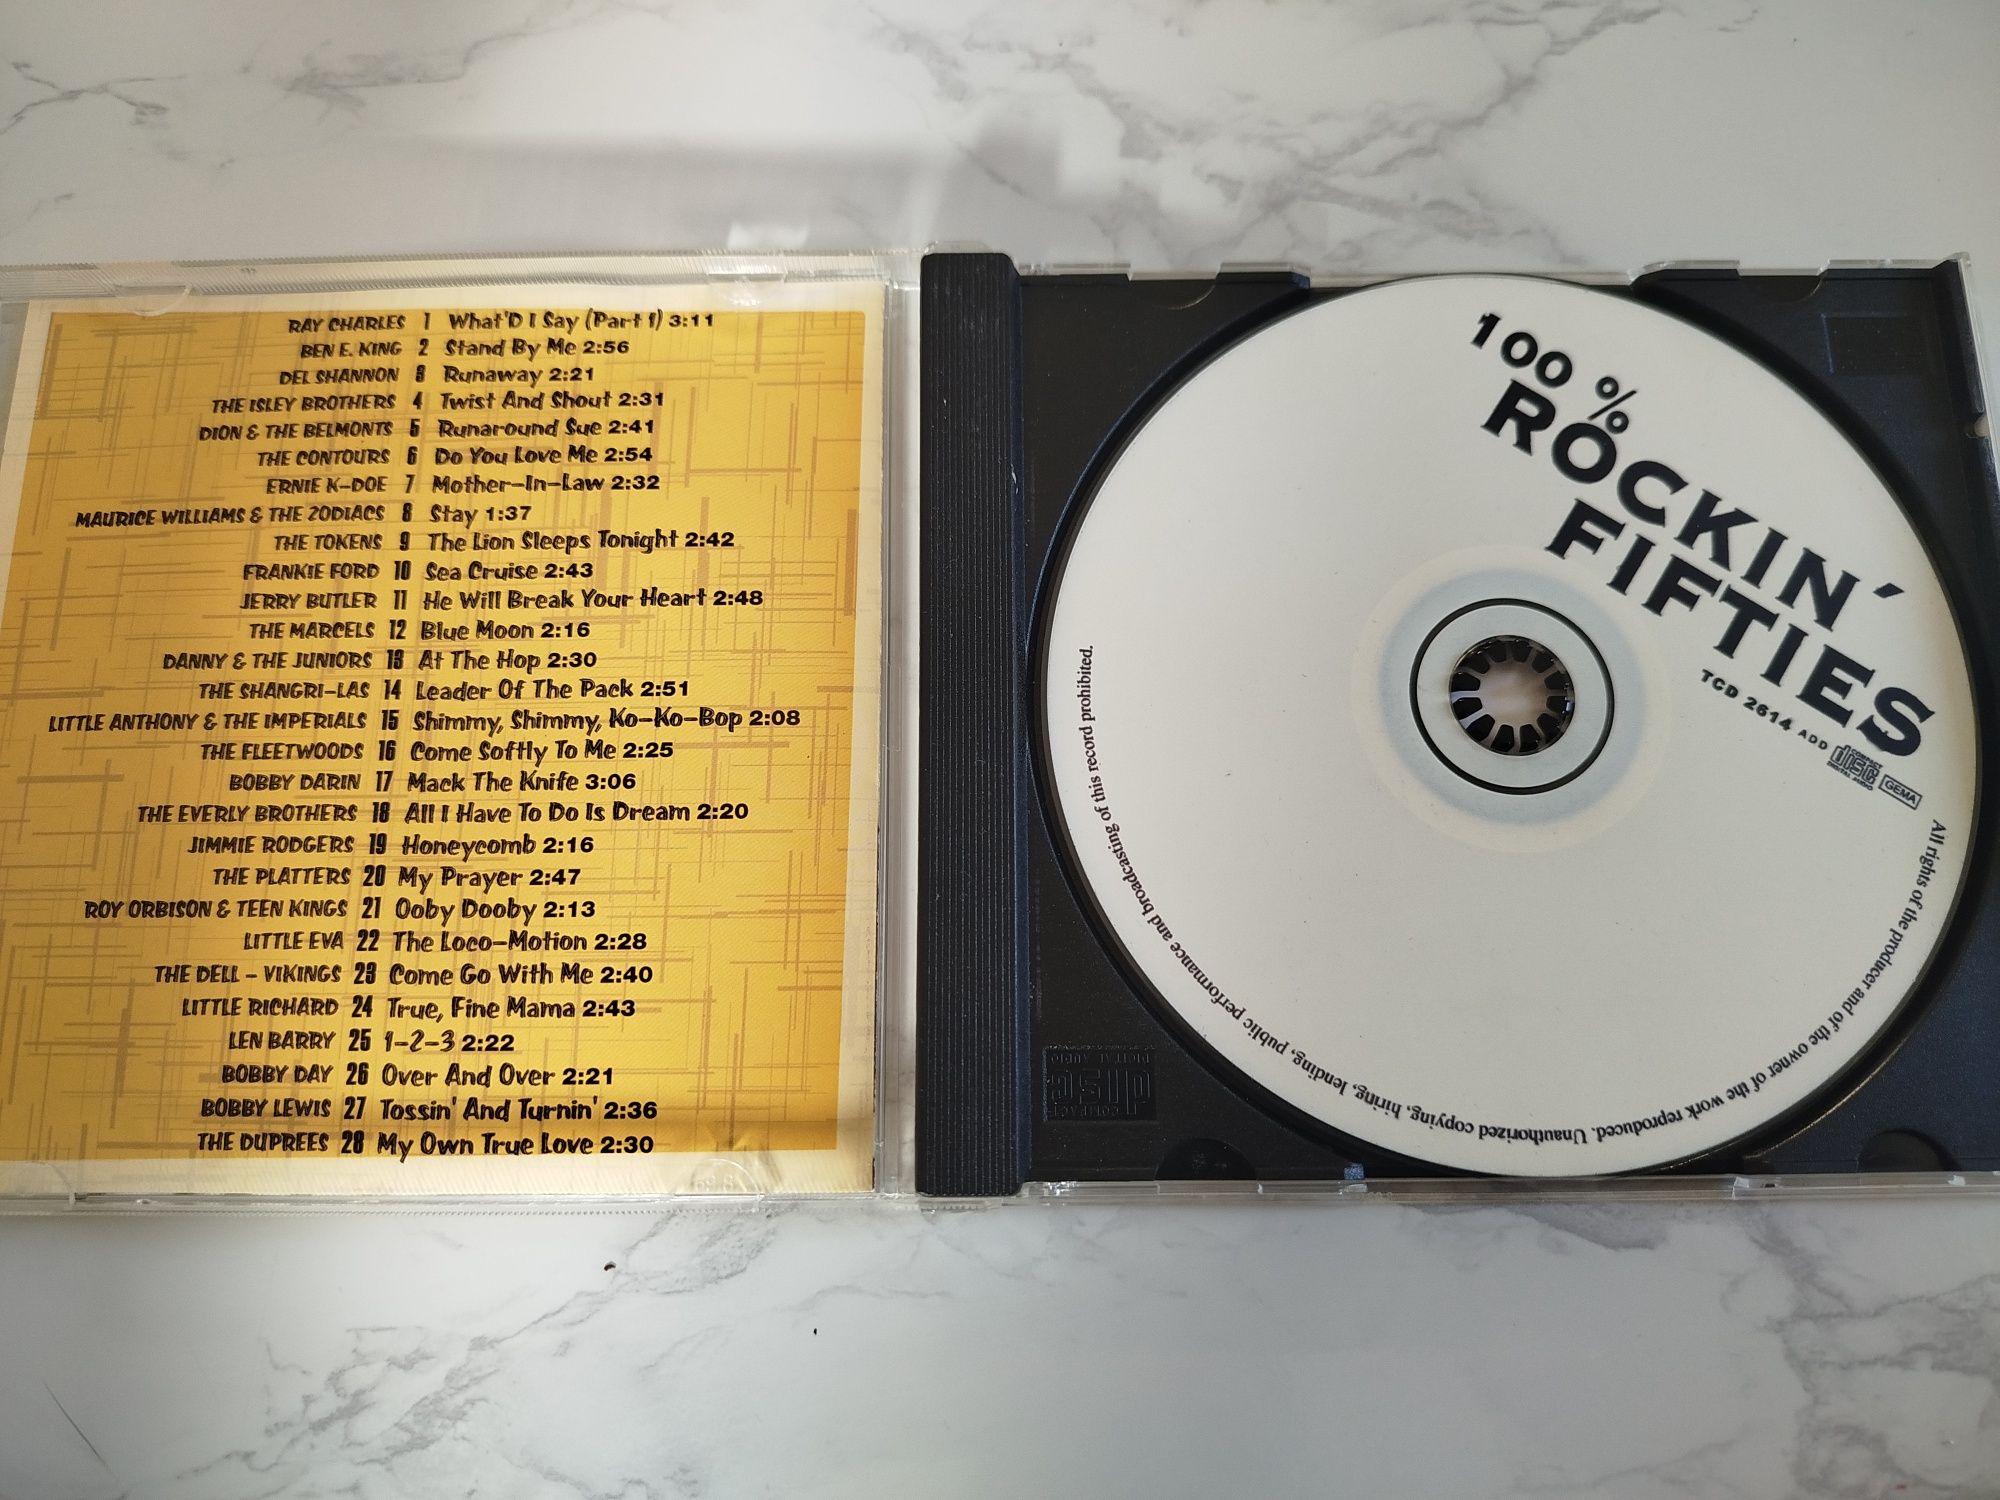 RAY CHARLES 1 What'D I Say (Part 1) 3:11
BEN E. KING 2 Stand By Me 2:56
DEL SHANNON 3 Runaway 2:21
THE ISLEY BROTHERS 4 Twist And Shout 2:31
DION & THE BELMONTS 5 Runaround Sue 2:41
THE CONTOURS 6 Do You Love Me 2:54
ERNIE K-DOE 7 Mother-In-Law 2:32
MAURICE WILLIAMS & THE ZODIACS 8 Stay 1:37
THE TOKENS 9 The Lion Sleeps Tonight 2:42
FRANKIE FORD 10 Sea Cruise 2:43
JERRY BUTLER 11 He Will Break Your Heart 2:48
THE MARCELS 12 Blue Moon 2:16
DANNY & THE JUNIORS 13 At The Hop 2:30
THE SHANGRI-LAS 14 Leader Of The Pack 2:51
LITTLE ANTHONY & THE IMPERIALS 15 Shimmy, Shimmy, Ko-Ko-Bop 2:08
THE FLEETWOODS 16 Come Softly To Me 2:25
BOBBY DARIN 17 Mack The Knife 3:06
THE EVERLY BROTHERS 18 All I Have To Do Is Dream 2:20
JIMMIE RODGERS 19 Honeycomb 2:16
THE PLATTERS 20 My Prayer 2:47
ROY ORBISON & TEEN KINGS 21 Ooby Dooby 2:13
LITTLE EVA 22 The Loco-Motion 2:28
THE DELL - VIKINGS 23 Come Go With Me 2:40
LITTLE RICHARD 24 True, Fine Mama 2:43
LEN BARRY 25 1-2-3 2:22
BOBBY DAY 26 Over And Over 2:21
BOBBY LEWIS 27 Tossin' And Turnin' 2:36
THE DUPREES 28 My Own True Love 2:30
100 %
ROCKIN´
FIFTIES
TCD 2614 ADD
COMPACT
disc
DIGITAL AUDIO
GEMA
All rights of the producer and of the owner of the work reproduced. Unauthorized copying, hiring, lending, public performance and broadcasting of this record prohibited.
COMPACT
disc
DIGITAL AUDIO